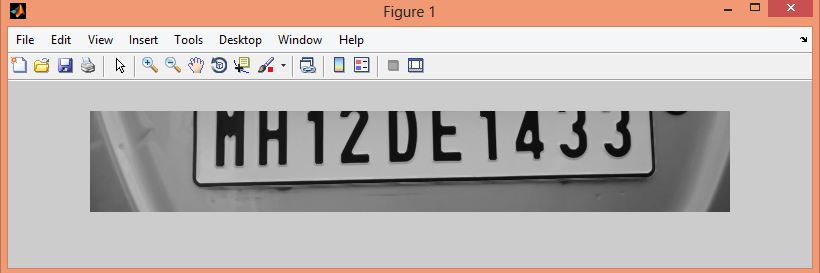 Figure 1
File Edit View Insert Tools Desktop Window Help
MH12DE1433